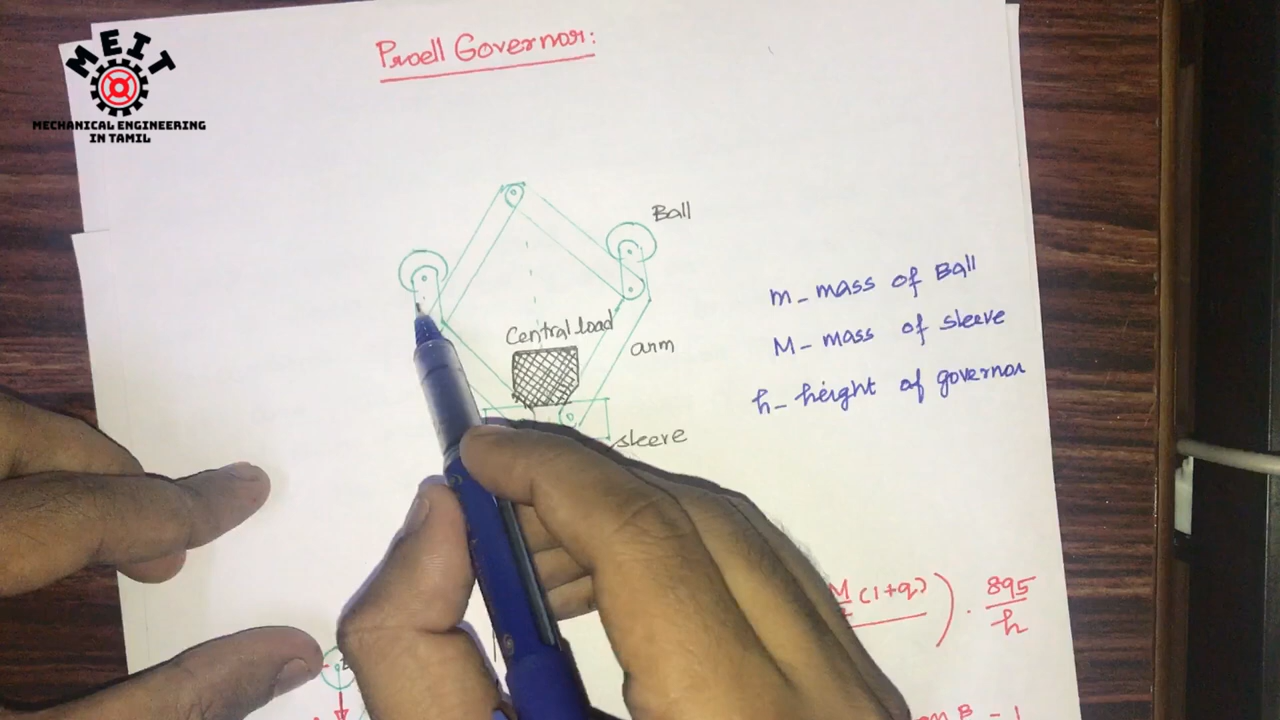 MEIT
MECHANICAL ENGINEERING
IN TAMIL
Proell Governor:
Ball
Central load
arm
sleeve
m - mass of Ball
M - mass of sleeve
h - height of governor
(1+q) ) . 895
h